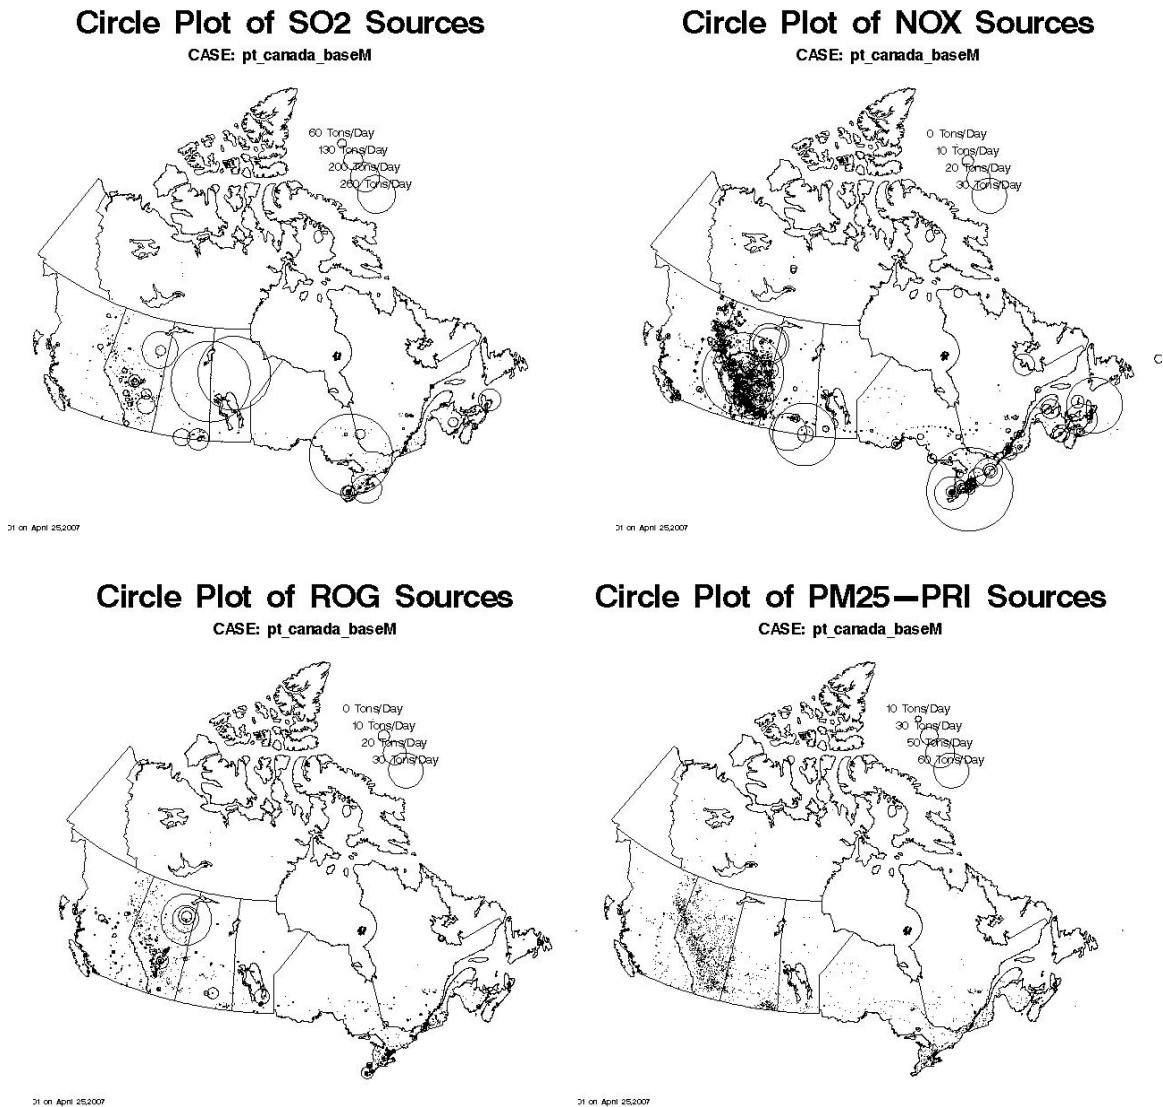 Circle Plot of SO2 Sources
CASE: pt_canada_baseM
60 Tons/Day
130 Tons/Day
200 Tons/Day
260 Tons/Day
01 on April 25,2007
Circle Plot of NOX Sources
CASE: pt_canada_baseM
0 Tons/Day
10 Tons/Day
20 Tons/Day
30 Tons/Day
01 on April 25,2007
Circle Plot of ROG Sources
CASE: pt_canada_baseM
0 Tons/Day
10 Tons/Day
20 Tons/Day
30 Tons/Day
01 on April 25,2007
Circle Plot of PM25—PRI Sources
CASE: pt_canada_baseM
10 Tons/Day
30 Tons/Day
50 Tons/Day
60 Tons/Day
01 on April 25,2007